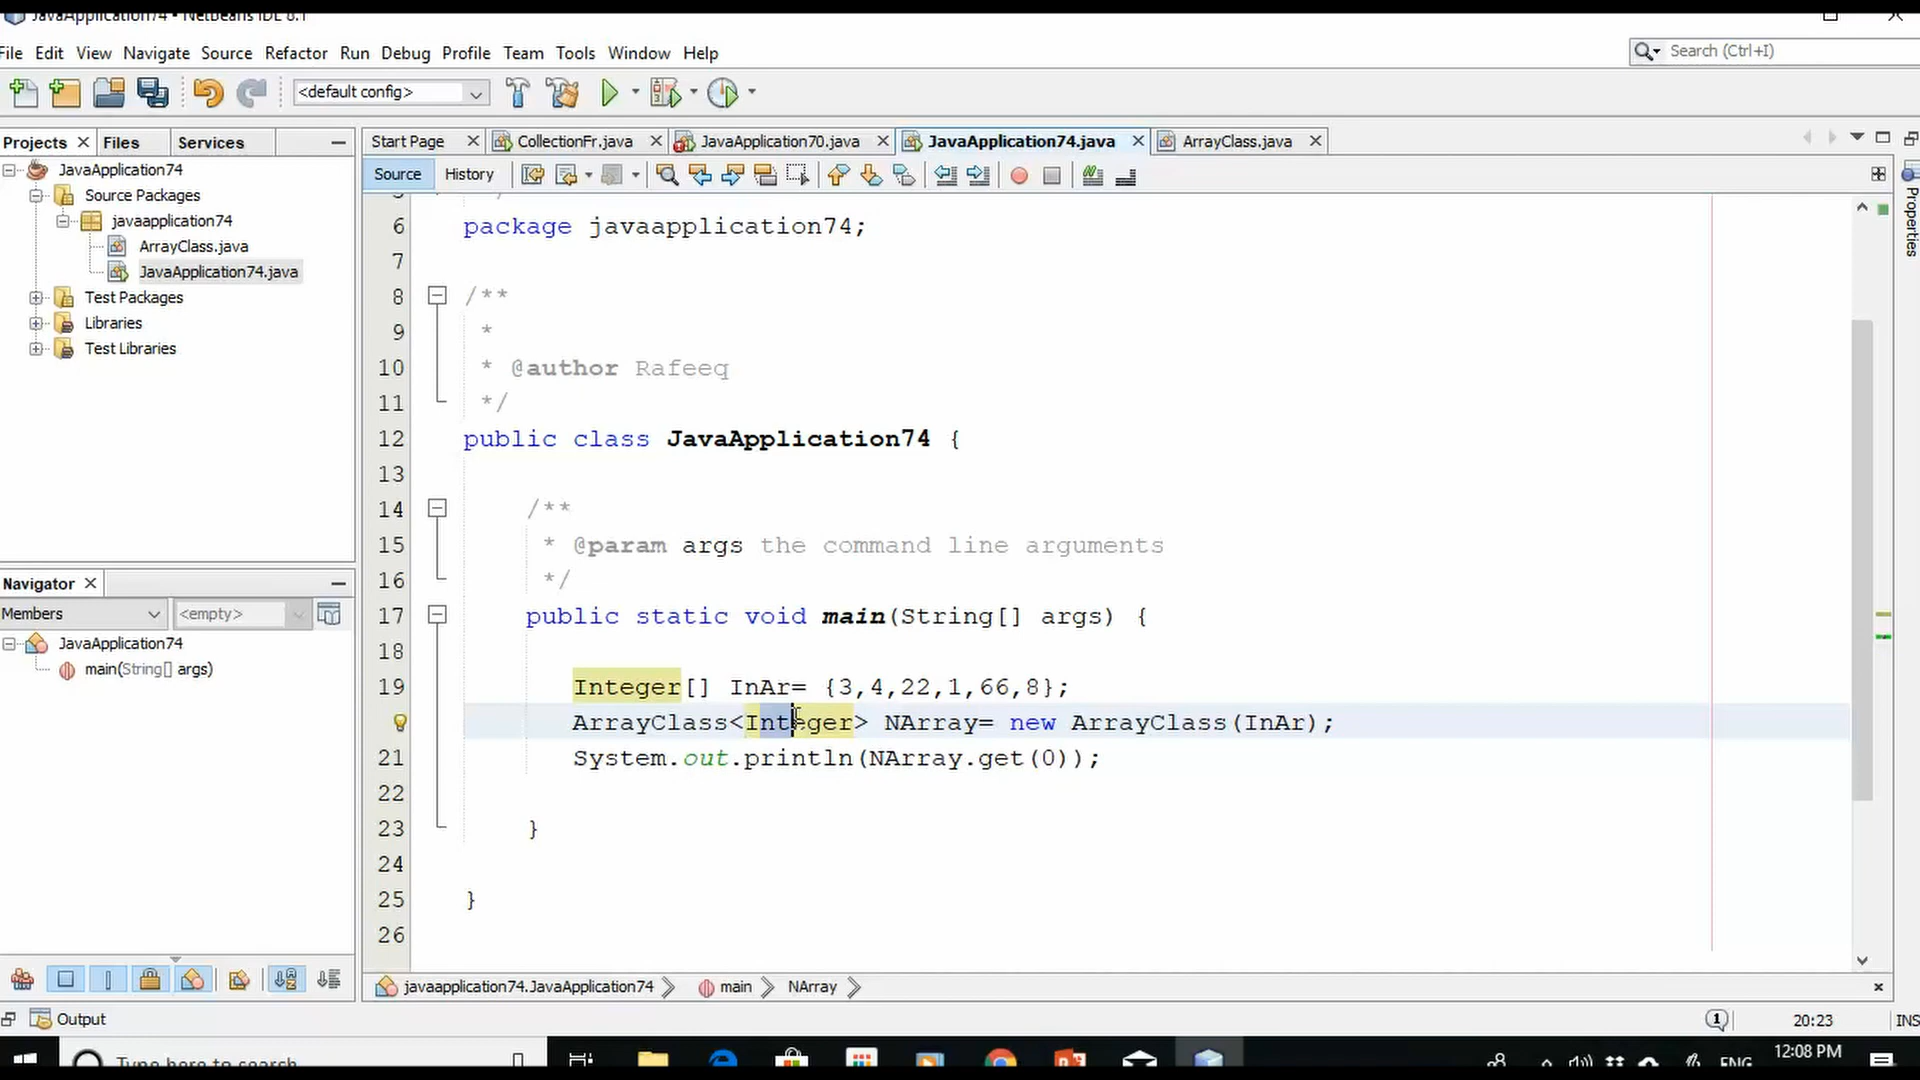 JavaApplication74 - NetBeans IDE 8.1
File Edit View Navigate Source Refactor Run Debug Profile Team Tools Window Help
Search (Ctrl+I)
<default config>
Projects Files Services
Start Page CollectionFr.java JavaApplication70.java JavaApplication74.java ArrayClass.java
Source History
JavaApplication74
Source Packages
javaapplication74
ArrayClass.java
JavaApplication74.java
Test Packages
Libraries
Test Libraries
Navigator
Members <empty>
JavaApplication74
main(String[] args)
6 package javaapplication74;
7
8 /**
9 *
10 * @author Rafeeq
11 */
12 public class JavaApplication74 {
13
14 /**
15 * @param args the command line arguments
16 */
17 public static void main(String[] args) {
18
19 Integer[] InAr= {3,4,22,1,66,8};
ArrayClass<Integer> NArray= new ArrayClass(InAr);
21 System.out.println(NArray.get(0));
22
23 }
24
25 }
26
Properties
javaapplication74.JavaApplication74 main NArray
Output
1
20:23
INS
Type here to search
ENG
12:08 PM